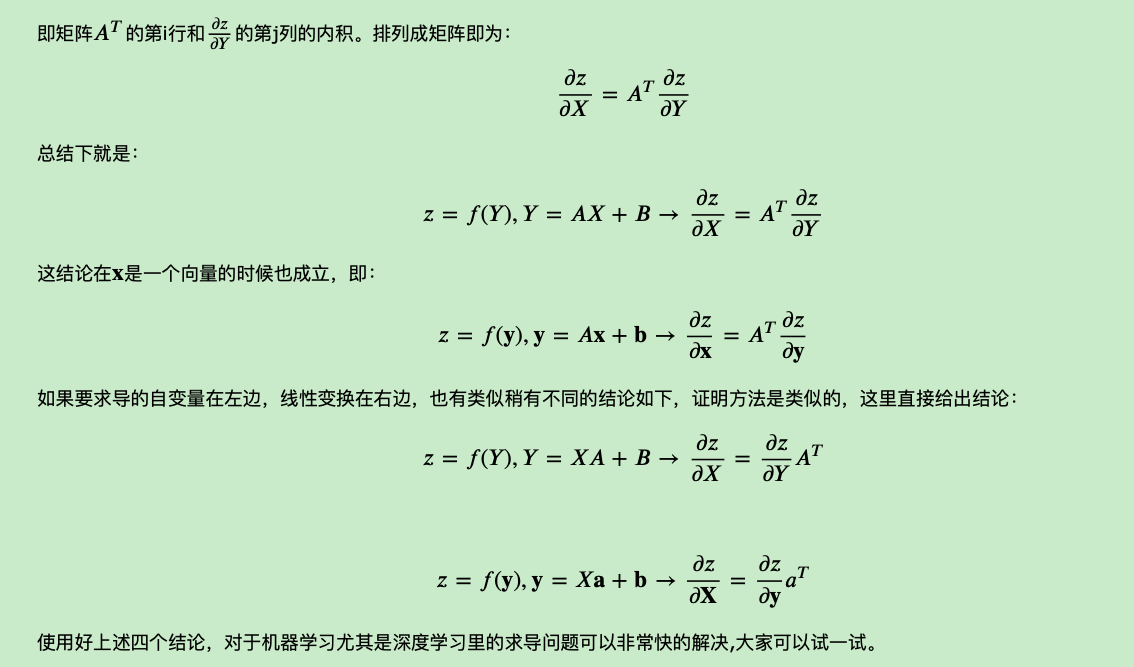 即矩阵$A^T$的第i行和$\frac{\partial z}{\partial Y}$的第j列的内积。排列成矩阵即为：
$\frac{\partial z}{\partial X} = A^T \frac{\partial z}{\partial Y}$
总结下就是：
$z = f(Y), Y = AX + B \rightarrow \frac{\partial z}{\partial X} = A^T \frac{\partial z}{\partial Y}$
这结论在$\mathbf{x}$是一个向量的时候也成立，即：
$z = f(\mathbf{y}), \mathbf{y} = A\mathbf{x} + \mathbf{b} \rightarrow \frac{\partial z}{\partial \mathbf{x}} = A^T \frac{\partial z}{\partial \mathbf{y}}$
如果要求导的自变量在左边，线性变换在右边，也有类似稍有不同的结论如下，证明方法是类似的，这里直接给出结论：
$z = f(Y), Y = XA + B \rightarrow \frac{\partial z}{\partial X} = \frac{\partial z}{\partial Y} A^T$
$z = f(\mathbf{y}), \mathbf{y} = X\mathbf{a} + \mathbf{b} \rightarrow \frac{\partial z}{\partial \mathbf{X}} = \frac{\partial z}{\partial \mathbf{y}} a^T$
使用好上述四个结论，对于机器学习尤其是深度学习里的求导问题可以非常快的解决,大家可以试一试。